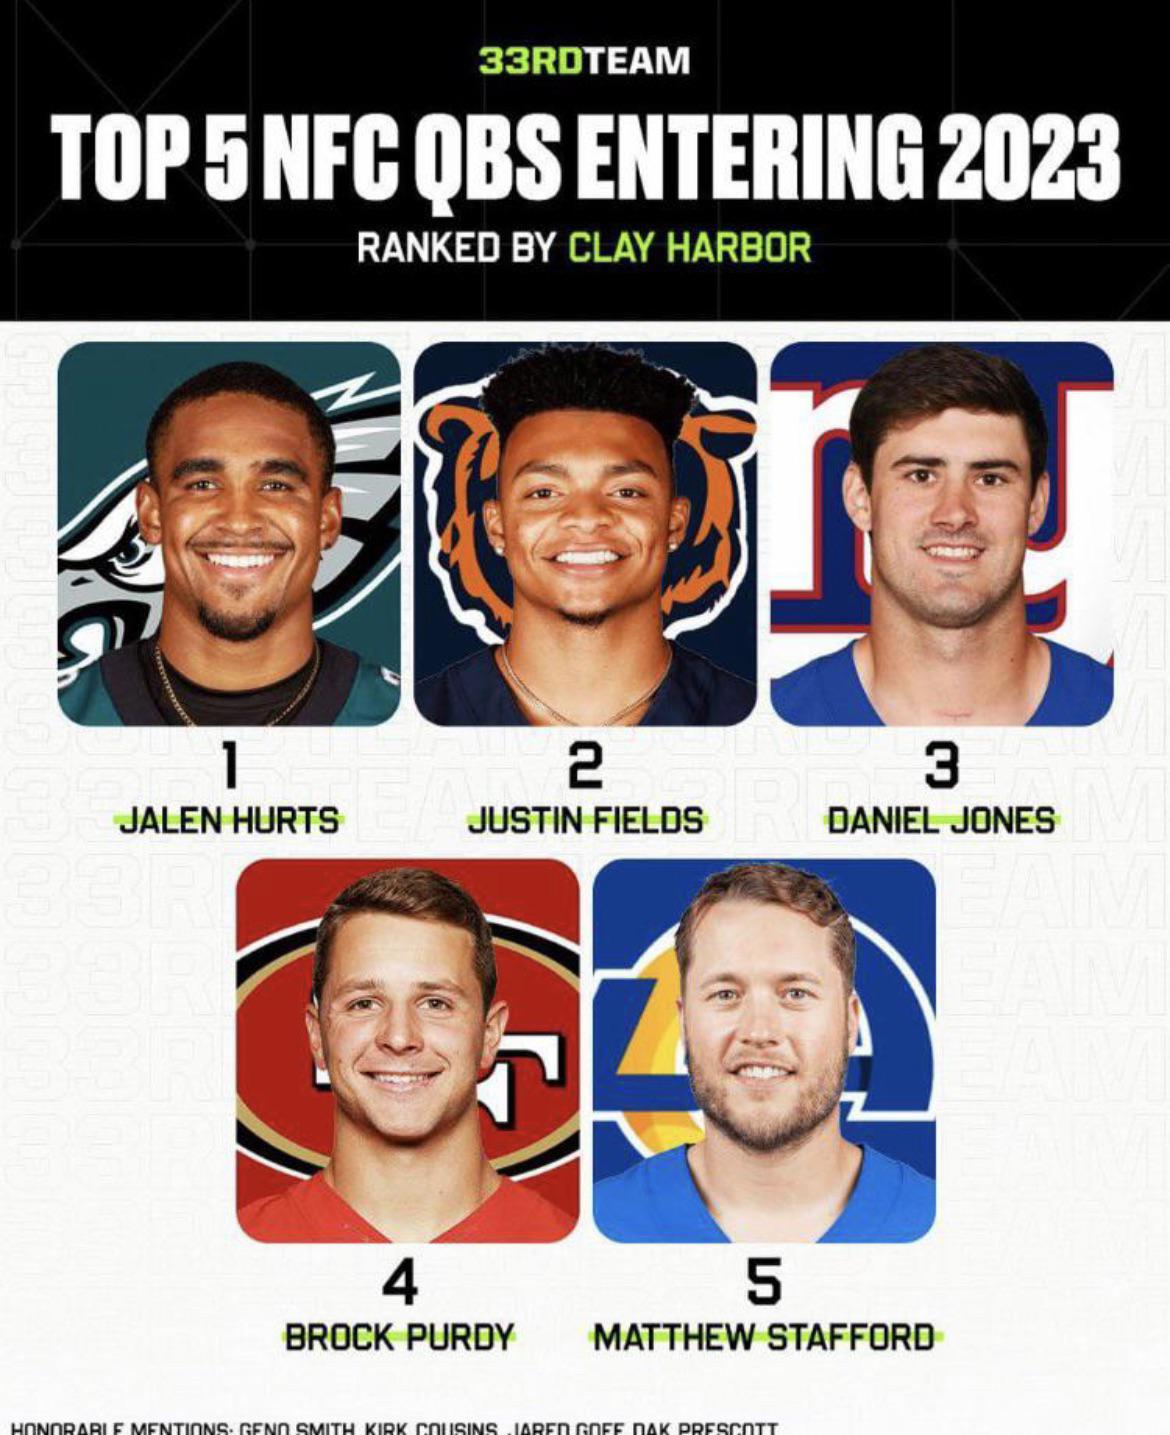 33RDTEAM
TOP 5 NFC QBS ENTERING 2023
RANKED BY CLAY HARBOR
1
JALEN HURTS
2
JUSTIN FIELDS
3
DANIEL JONES
4
BROCK PURDY
5
MATTHEW STAFFORD
HONORABLE MENTIONS: GENO SMITH, KIRK COUSINS, JARED GOFF, DAK PRESCOTT